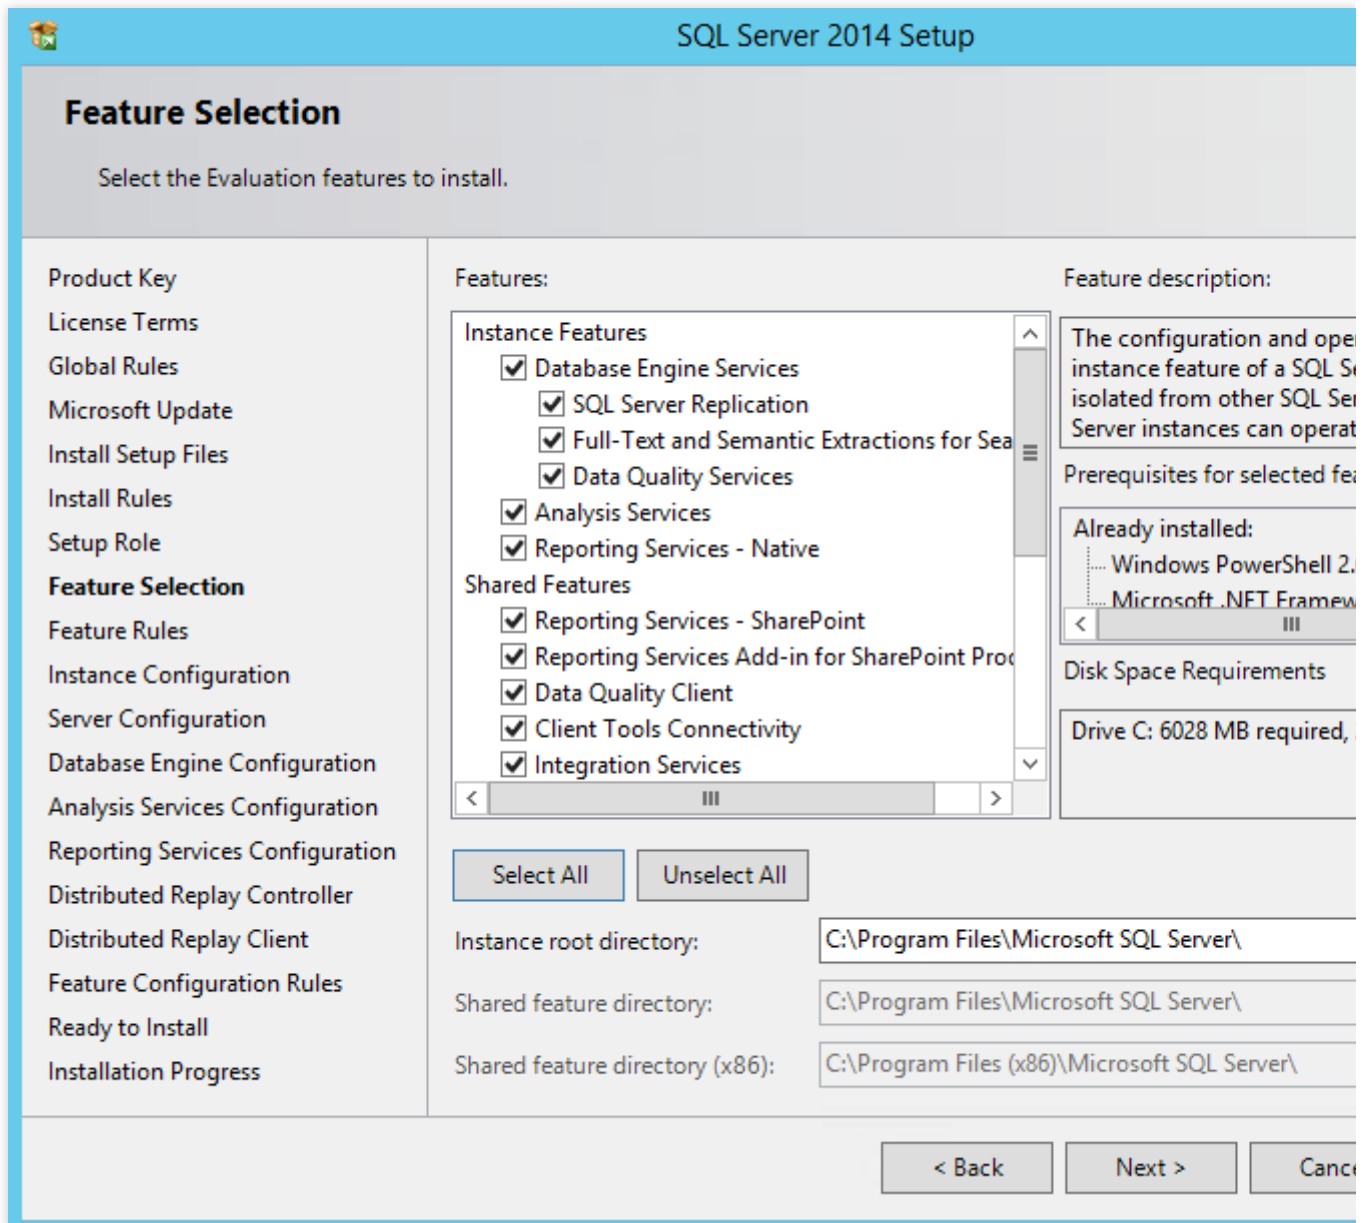 SQL Server 2014 Setup
Feature Selection
Select the Evaluation features to install.
Product Key
License Terms
Global Rules
Microsoft Update
Install Setup Files
Install Rules
Setup Role
Feature Selection
Feature Rules
Instance Configuration
Server Configuration
Database Engine Configuration
Analysis Services Configuration
Reporting Services Configuration
Distributed Replay Controller
Distributed Replay Client
Feature Configuration Rules
Ready to Install
Installation Progress
Features:
Instance Features
Database Engine Services
SQL Server Replication
Full-Text and Semantic Extractions for Sea
Data Quality Services
Analysis Services
Reporting Services - Native
Shared Features
Reporting Services - SharePoint
Reporting Services Add-in for SharePoint Prod
Data Quality Client
Client Tools Connectivity
Integration Services
Feature description:
The configuration and oper
instance feature of a SQL Se
isolated from other SQL Ser
Server instances can operat
Prerequisites for selected fea
Already installed:
Windows PowerShell 2.
Microsoft .NET Framew
Disk Space Requirements
Drive C: 6028 MB required,
Select All
Unselect All
Instance root directory:
C:\Program Files\Microsoft SQL Server\
Shared feature directory:
C:\Program Files\Microsoft SQL Server\
Shared feature directory (x86):
C:\Program Files (x86)\Microsoft SQL Server\
< Back
Next >
Cance